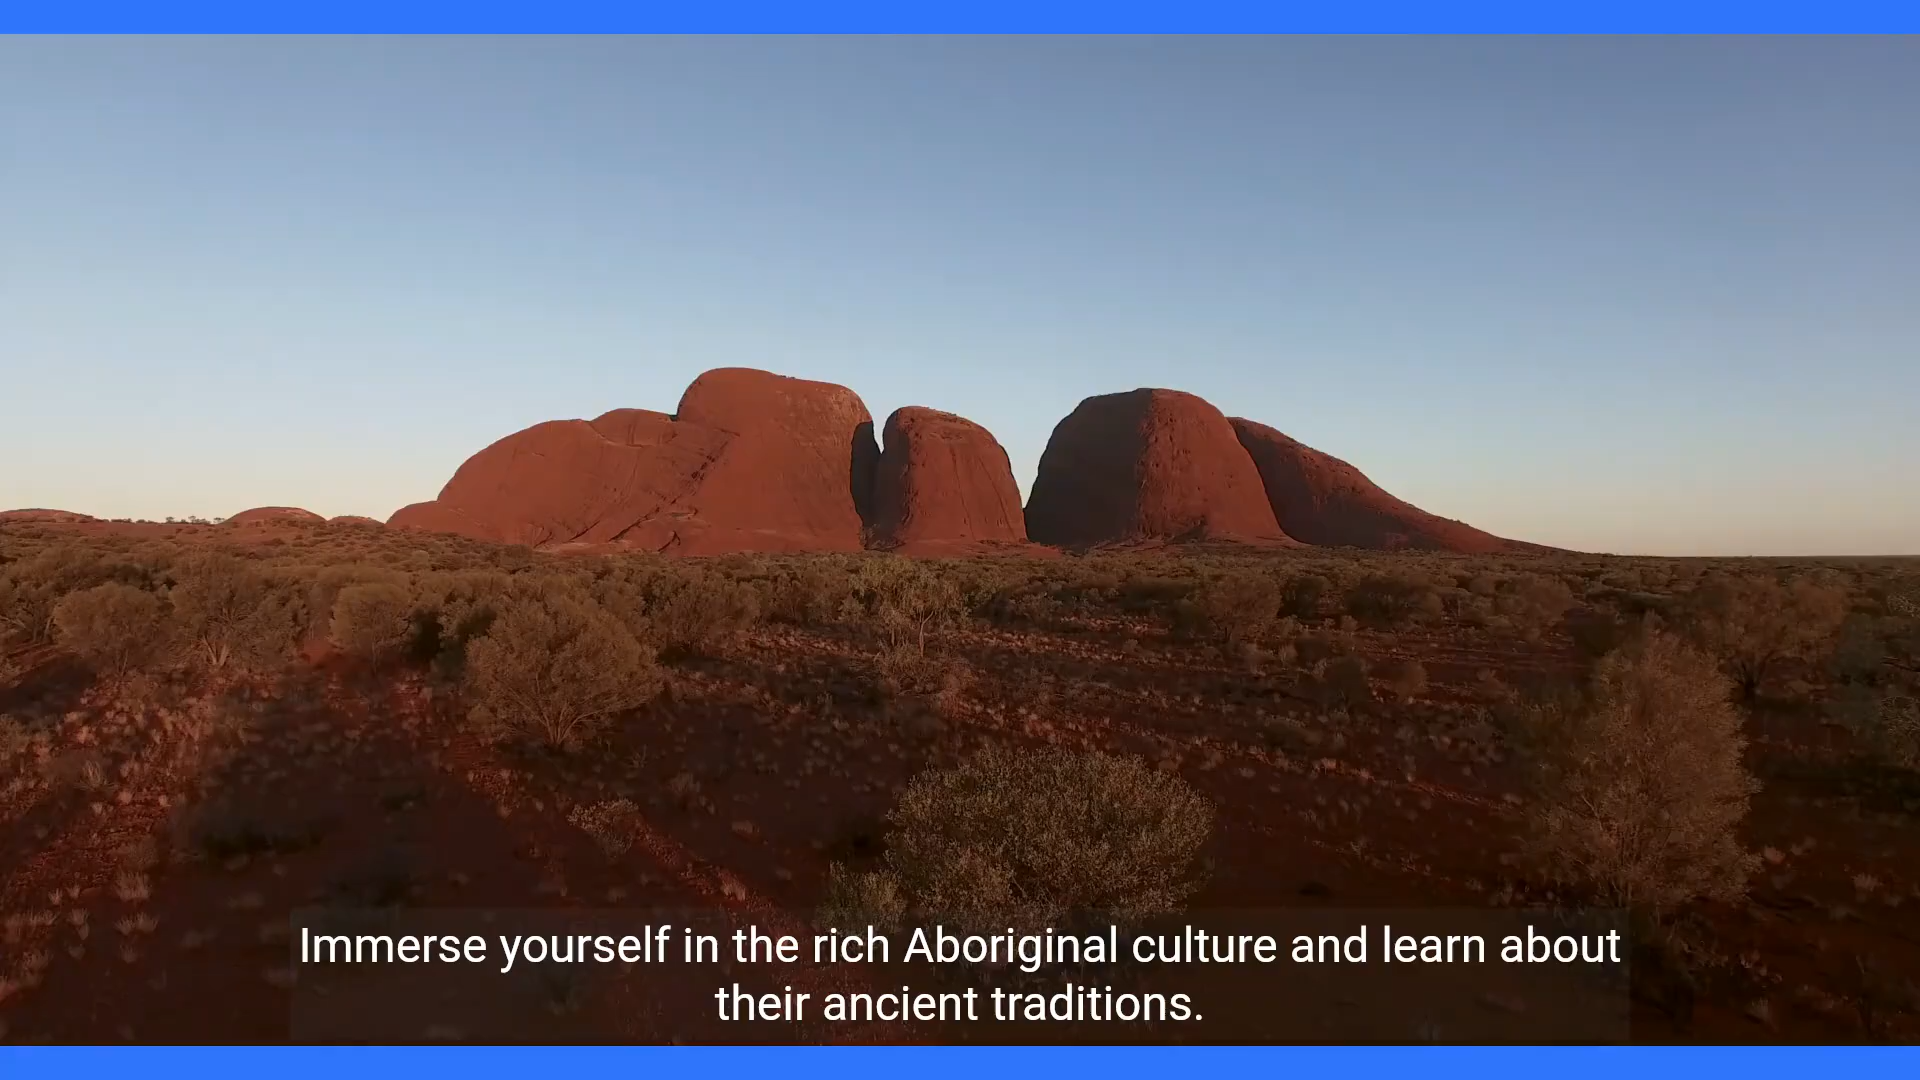 Immerse yourself in the rich Aboriginal culture and learn about
their ancient traditions.